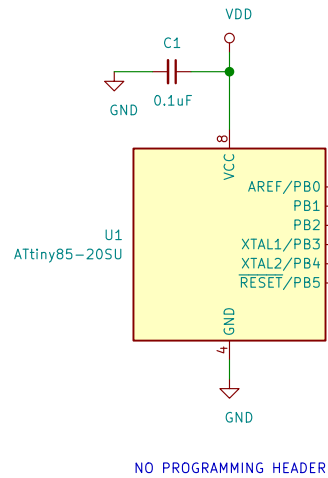 VDD
C1
0.1uF
GND
8
VCC
AREF/PB0
PB1
PB2
XTAL1/PB3
XTAL2/PB4
RESET/PB5
U1
ATtiny85-20SU
GND
4
GND
NO PROGRAMMING HEADER